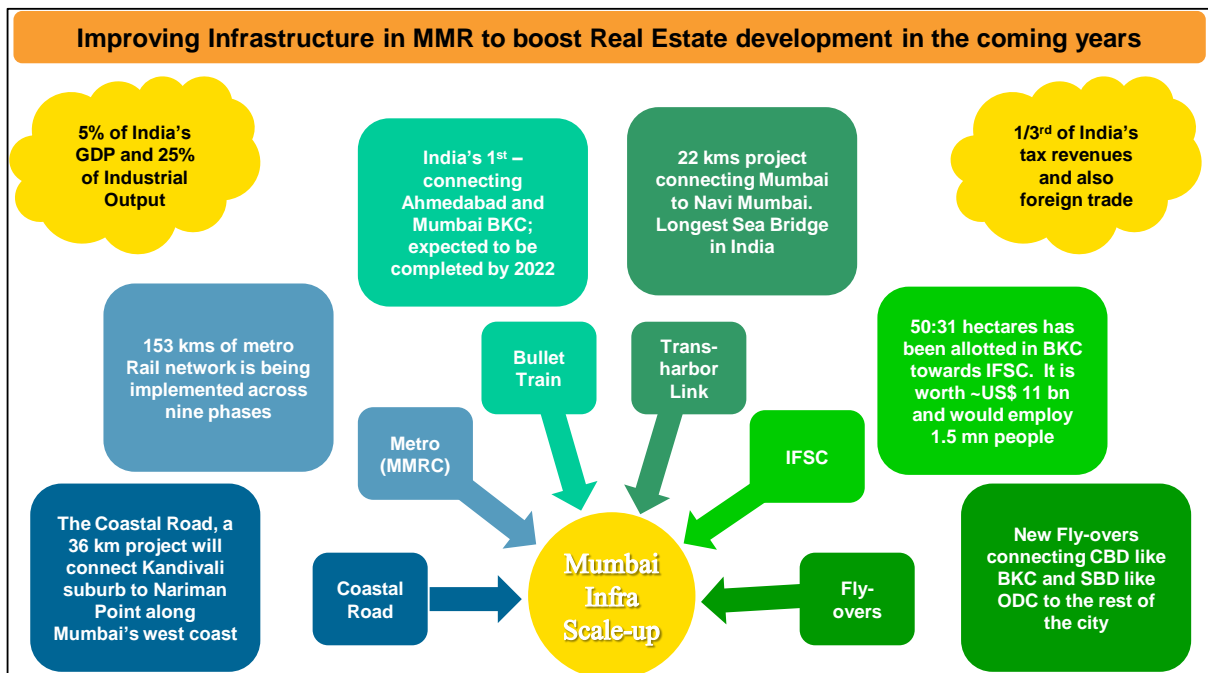 Improving Infrastructure in MMR to boost Real Estate development in the coming years
5% of India's
GDP and 25%
of Industrial
Output
India's 1st –
connecting
Ahmedabad and
Mumbai BKC;
expected to be
completed by 2022
22 kms project
connecting Mumbai
to Navi Mumbai.
Longest Sea Bridge
in India
1/3rd of India's
tax revenues
and also
foreign trade
153 kms of metro
Rail network is being
implemented across
nine phases
Bullet
Train
Trans-
harbor
Link
50:31 hectares has
been allotted in BKC
towards IFSC. It is
worth ~US$ 11 bn
and would employ
1.5 mn people
Metro
(MMRC)
IFSC
The Coastal Road, a
36 km project will
connect Kandivali
suburb to Nariman
Point along
Mumbai's west coast
Coastal
Road
Mumbai
Infra
Scale-up
Fly-
overs
New Fly-overs
connecting CBD like
BKC and SBD like
ODC to the rest of
the city